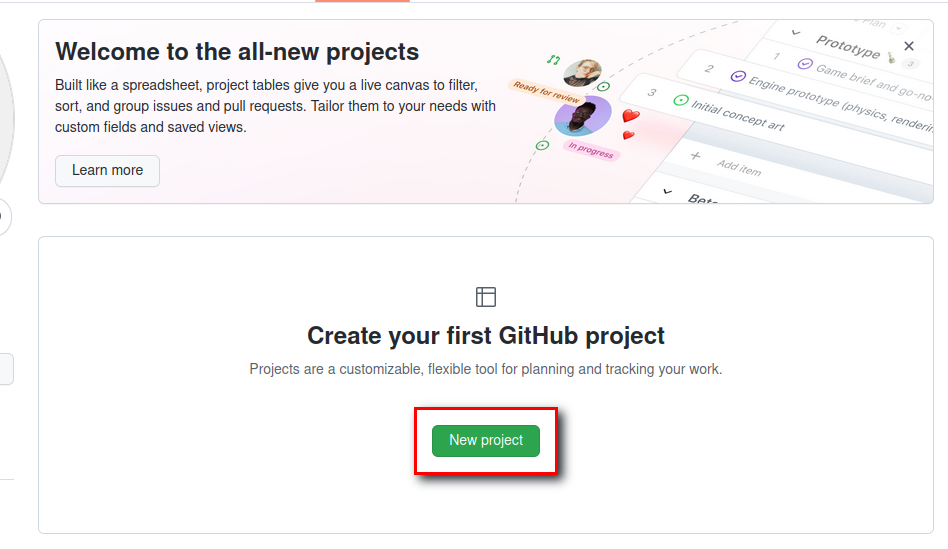 Welcome to the all-new projects
Built like a spreadsheet, project tables give you a live canvas to filter,
sort, and group issues and pull requests. Tailor them to your needs with
custom fields and saved views.
Learn more
Ready for review
In progress
Plan
Prototype 3
1 Game brief and go-no-
2 Engine prototype (physics, renderin
3 Initial concept art
+ Add item
Beta
Create your first GitHub project
Projects are a customizable, flexible tool for planning and tracking your work.
New project